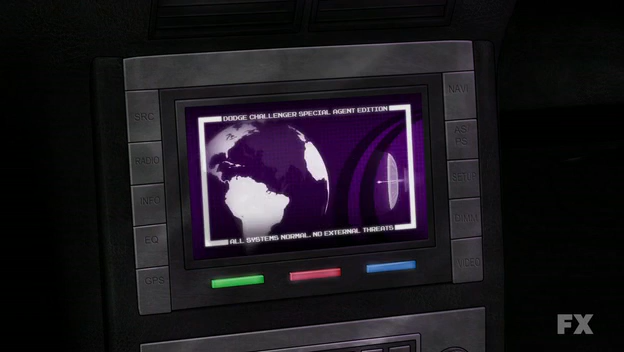 DODGE CHALLENGER SPECIAL AGENT EDITION
SRC
RADIO
INFO
EQ
GPS
NAVI
DIMM
VIDEO
ALL SYSTEMS NORMAL. NO EXTERNAL THREATS
FX